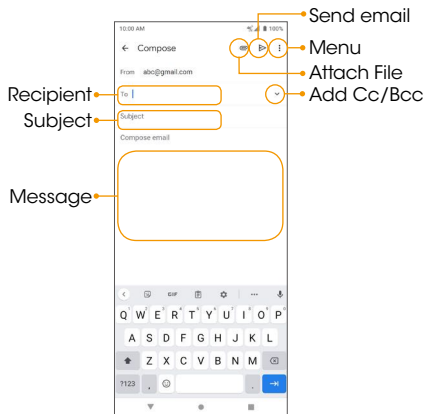 Send email
10:00 AM 100%
Compose
Menu
Attach File
From abc@gmail.com
Recipient
To
Add Cc/Bcc
Subject
Subject
Compose email
Message
GIF
Q W E R T Y U I O P
A S D F G H J K L
Z X C V B N M
?123 , .